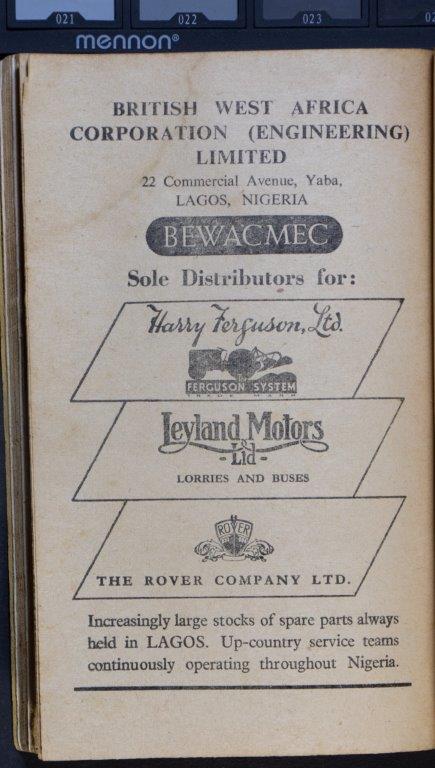 021
022
023
mennon®
BRITISH WEST AFRICA
CORPORATION (ENGINEERING)
LIMITED
22 Commercial Avenue, Yaba,
LAGOS, NIGERIA
BEWACMEC
Sole Distributors for:
Harry Ferguson, Ltd.
FERGUSON SYSTEM
TRADE MARK
Leyland Motors
Ltd
LORRIES AND BUSES
ROVER
THE ROVER COMPANY LTD.
Increasingly large stocks of spare parts always
held in LAGOS. Up-country service teams
continuously operating throughout Nigeria.